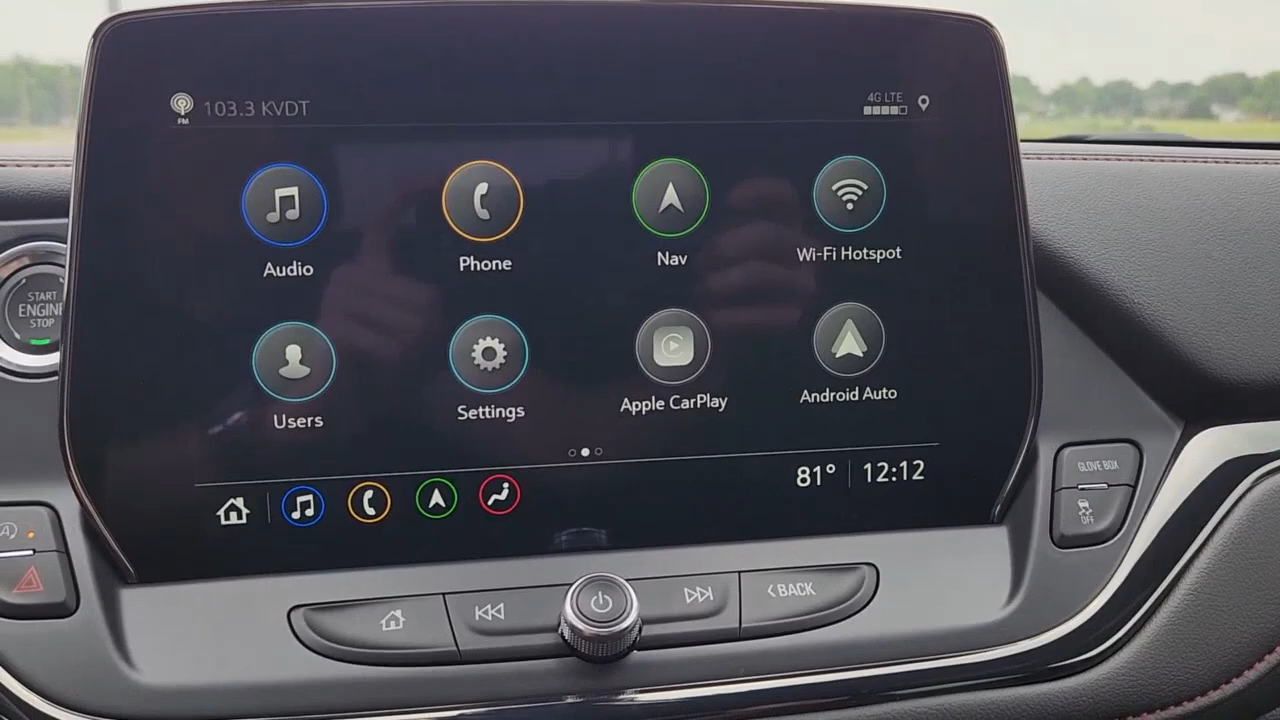 FM
103.3 KVDT
4G LTE
Audio
Phone
Nav
Wi-Fi Hotspot
Users
Settings
Apple CarPlay
Android Auto
81° 12:12
START
ENGINE
STOP
GLOVE BOX
OFF
A
< BACK